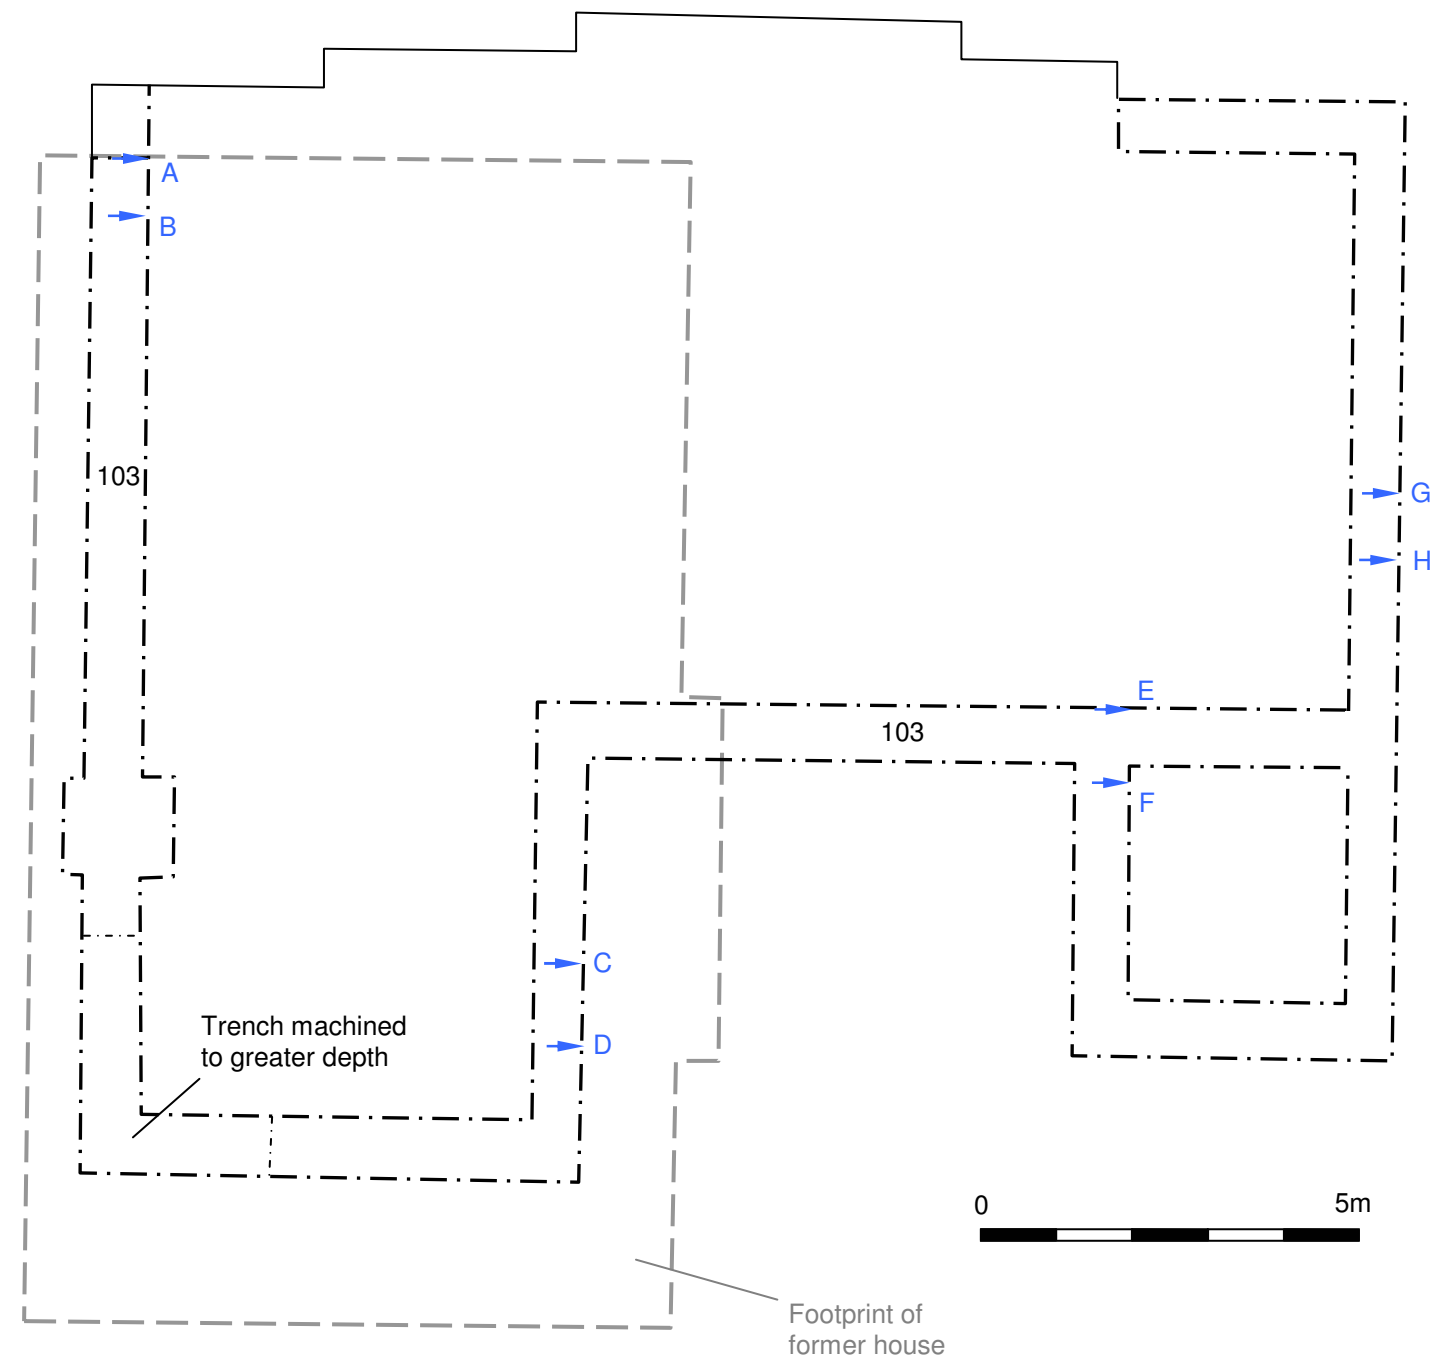 A
B
103
G
H
E
103
F
C
D
Trench machined
to greater depth
0 5m
Footprint of
former house